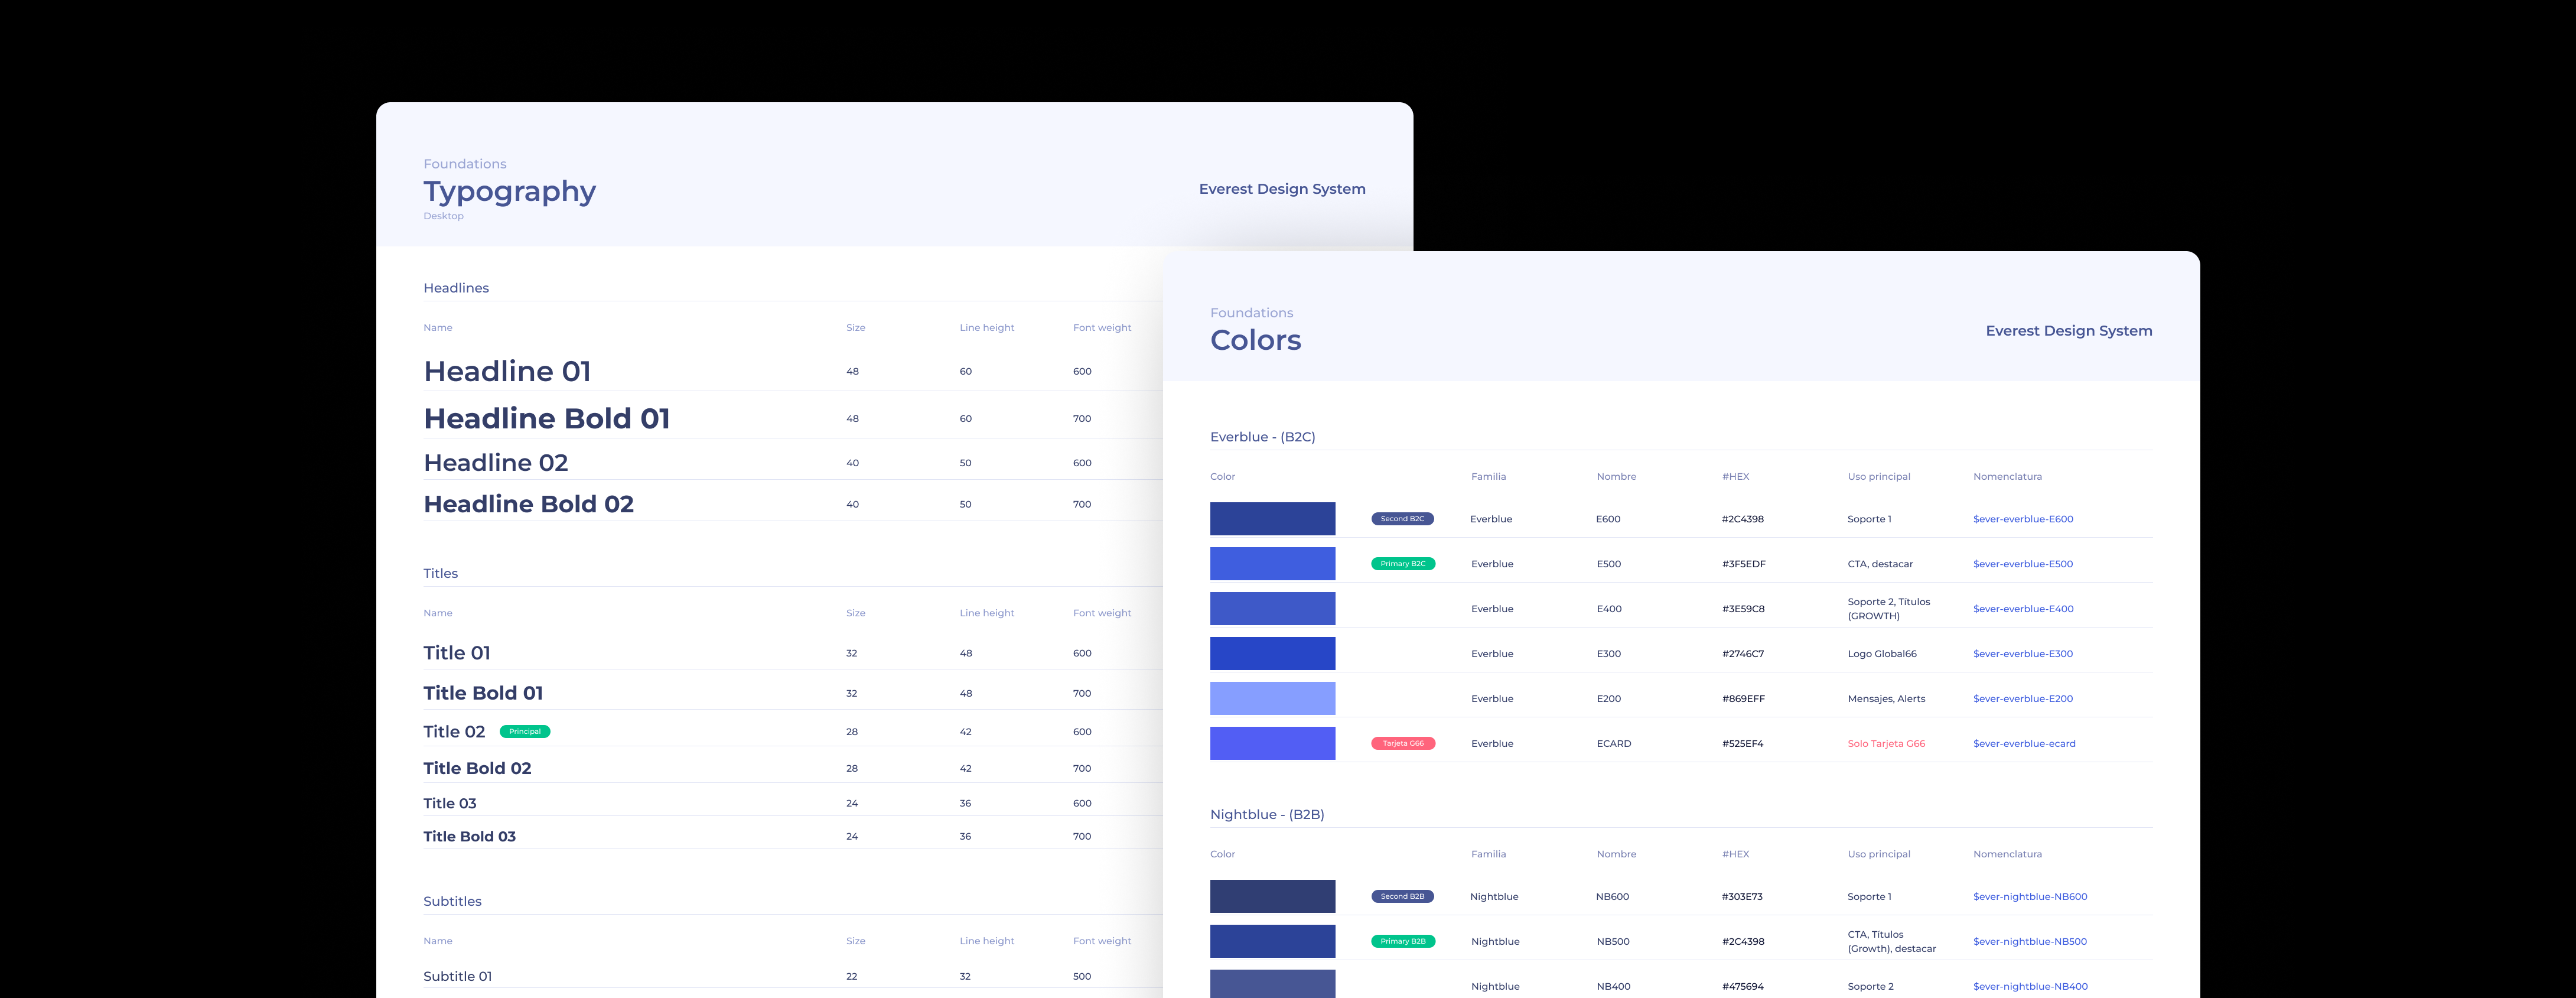 Foundations
Typography
Desktop
Everest Design System
Headlines
Name Size Line height Font weight
Headline 01 48 60 600
Headline Bold 01 48 60 700
Headline 02 40 50 600
Headline Bold 02 40 50 700
Titles
Name Size Line height Font weight
Title 01 32 48 600
Title Bold 01 32 48 700
Title 02 Principal 28 42 600
Title Bold 02 28 42 700
Title 03 24 36 600
Title Bold 03 24 36 700
Subtitles
Name Size Line height Font weight
Subtitle 01 22 32 500
Foundations
Colors
Everest Design System
Everblue - (B2C)
Color Familia Nombre #HEX Uso principal Nomenclatura
Second B2C Everblue E600 #2C4398 Soporte 1 $ever-everblue-E600
Primary B2C Everblue E500 #3F5EDF CTA, destacar $ever-everblue-E500
Everblue E400 #3E59C8 Soporte 2, Títulos (GROWTH) $ever-everblue-E400
Everblue E300 #2746C7 Logo Global66 $ever-everblue-E300
Everblue E200 #869EFF Mensajes, Alerts $ever-everblue-E200
Tarjeta G66 Everblue ECARD #525EF4 Solo Tarjeta G66 $ever-everblue-ecard
Nightblue - (B2B)
Color Familia Nombre #HEX Uso principal Nomenclatura
Second B2B Nightblue NB600 #303E73 Soporte 1 $ever-nightblue-NB600
Primary B2B Nightblue NB500 #2C4398 CTA, Títulos (Growth), destacar $ever-nightblue-NB500
Nightblue NB400 #475694 Soporte 2 $ever-nightblue-NB400